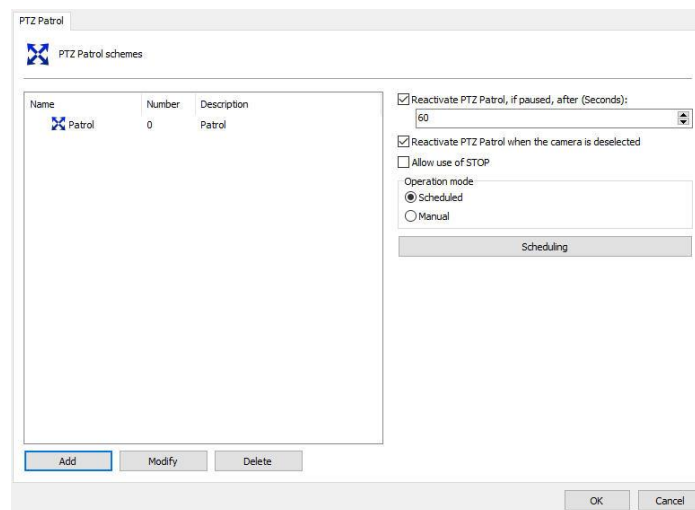 PTZ Patrol
PTZ Patrol schemes
Name Number Description
Patrol 0 Patrol
Reactivate PTZ Patrol, if paused, after (Seconds):
60
Reactivate PTZ Patrol when the camera is deselected
Allow use of STOP
Operation mode
Scheduled
Manual
Scheduling
Add Modify Delete
OK Cancel